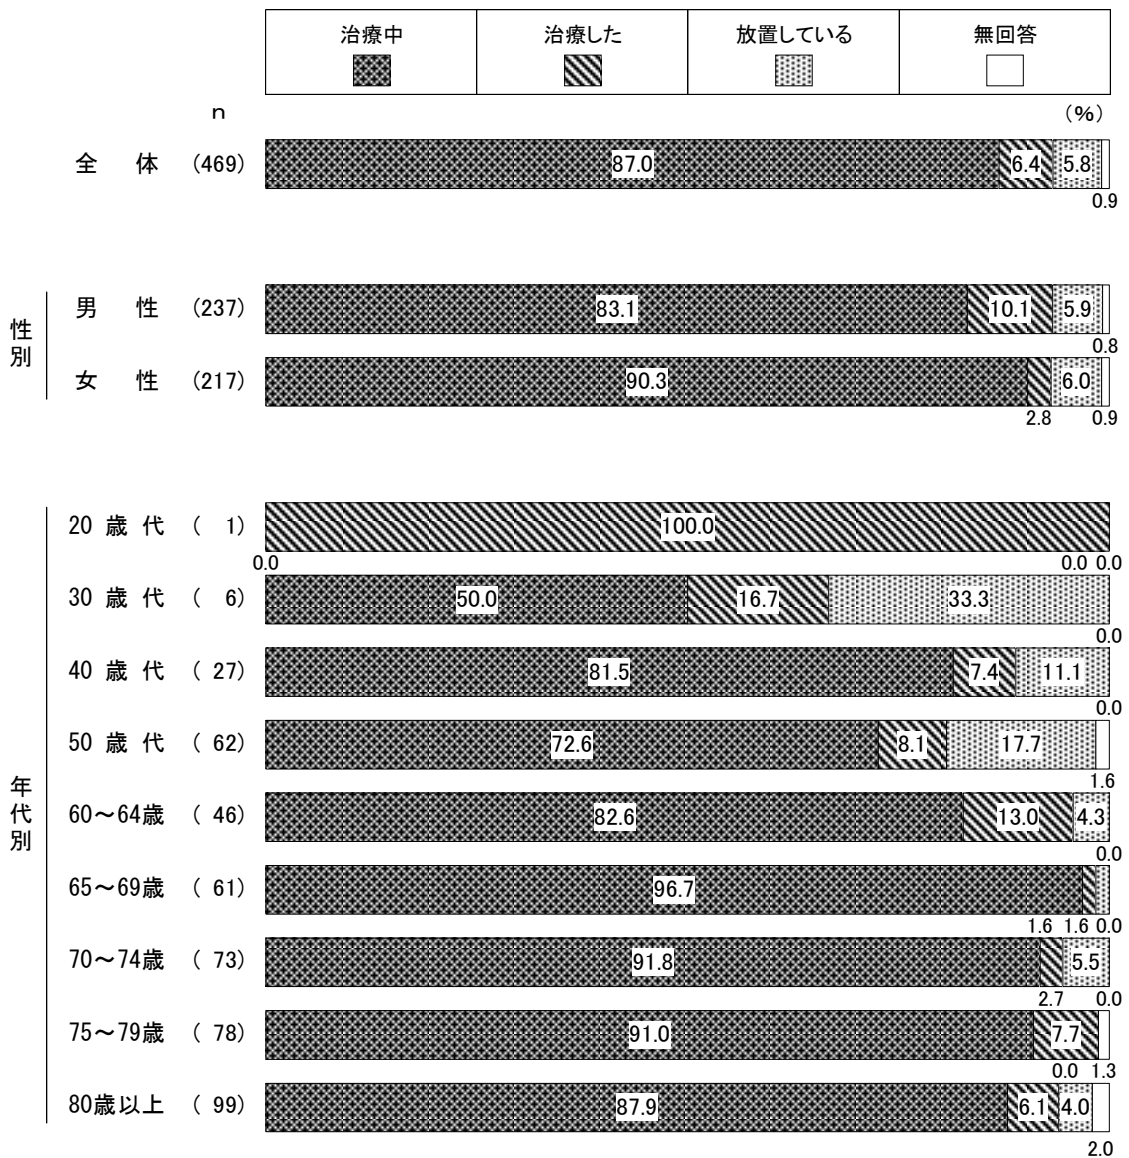 治療中 治療した 放置している 無回答
n (%)
全 体 (469) 87.0 6.4 5.8
0.9
性別
男 性 (237) 83.1 10.1 5.9
0.8
女 性 (217) 90.3 6.0
2.8 0.9
年代別
20 歳 代 ( 1) 100.0
0.0 0.0 0.0
30 歳 代 ( 6) 50.0 16.7 33.3
0.0
40 歳 代 ( 27) 81.5 7.4 11.1
0.0
50 歳 代 ( 62) 72.6 8.1 17.7
1.6
60～64歳 ( 46) 82.6 13.0 4.3
0.0
65～69歳 ( 61) 96.7
1.6 1.6 0.0
70～74歳 ( 73) 91.8 5.5
2.7 0.0
75～79歳 ( 78) 91.0 7.7
0.0 1.3
80歳以上 ( 99) 87.9 6.1 4.0
2.0